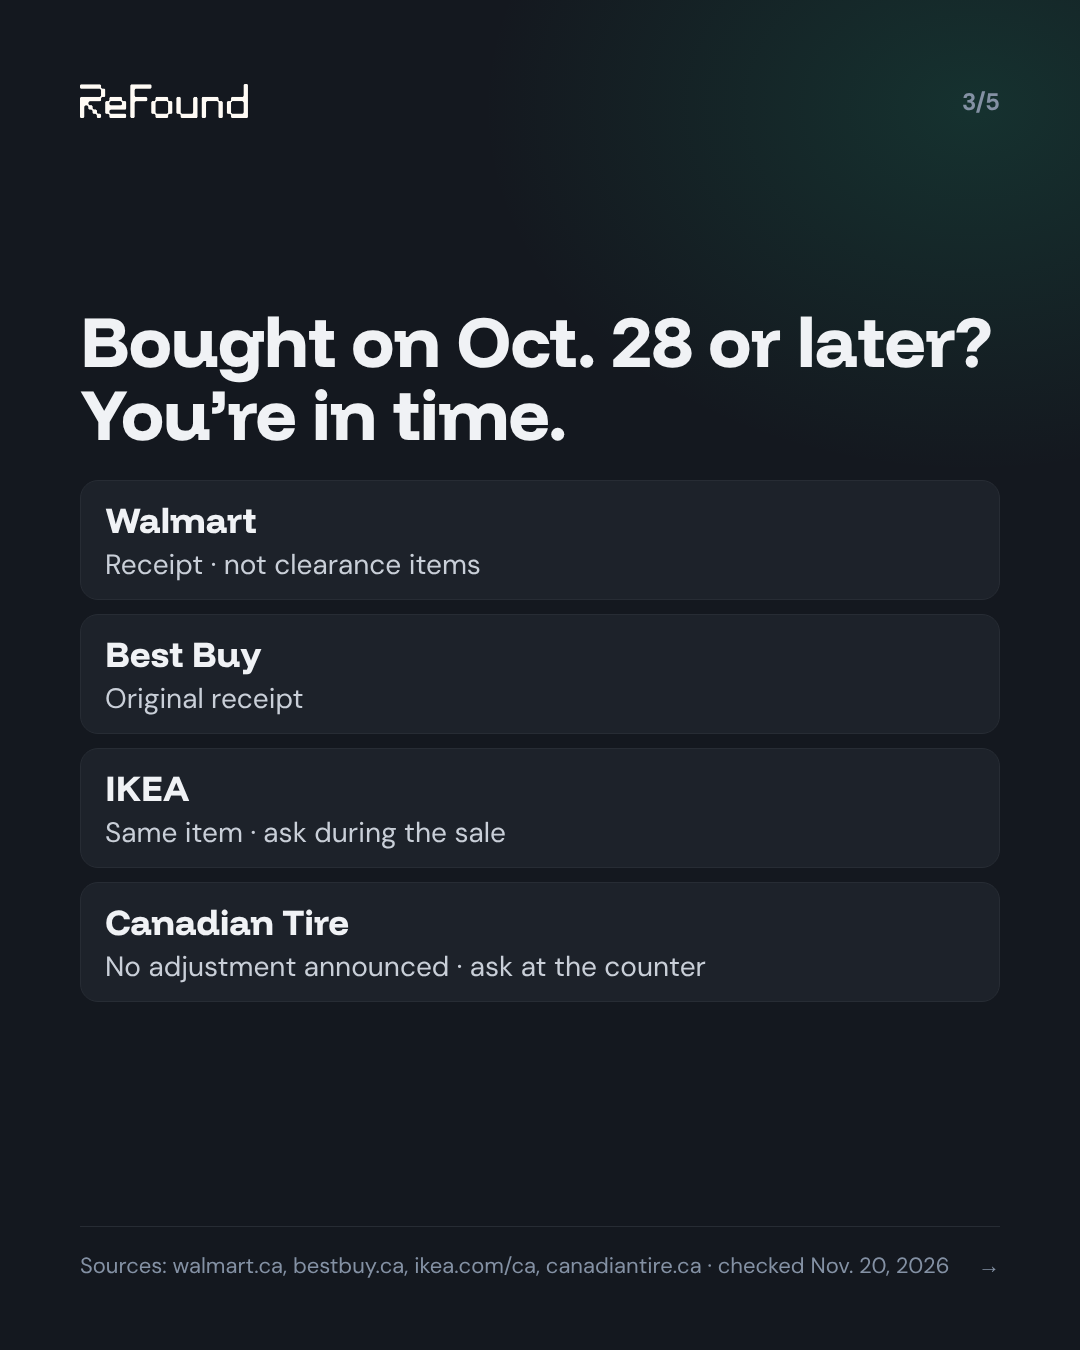 ReFound
3/5
Bought on Oct. 28 or later?
You’re in time.
Walmart
Receipt · not clearance items
Best Buy
Original receipt
IKEA
Same item · ask during the sale
Canadian Tire
No adjustment announced · ask at the counter
Sources: walmart.ca, bestbuy.ca, ikea.com/ca, canadiantire.ca · checked Nov. 20, 2026 →